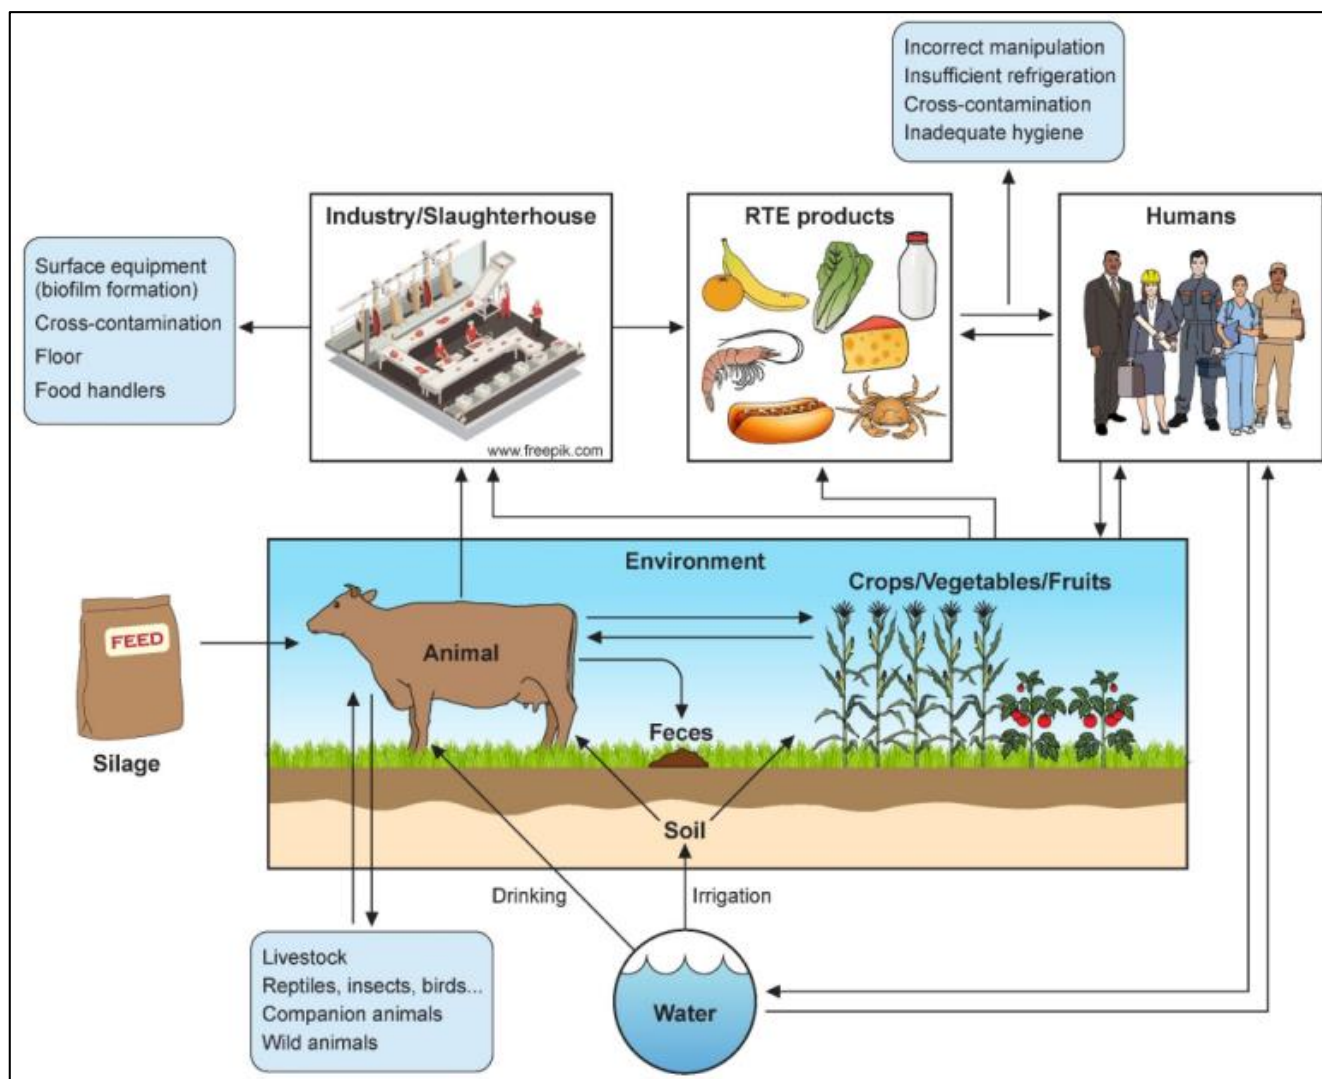 Incorrect manipulation
Insufficient refrigeration
Cross-contamination
Inadequate hygiene
Industry/Slaughterhouse
RTE products
Humans
Surface equipment
(biofilm formation)
Cross-contamination
Floor
Food handlers
www.freepik.com
Environment
Crops/Vegetables/Fruits
FEED
Animal
Feces
Silage
Soil
Drinking
Irrigation
Livestock
Reptiles, insects, birds...
Companion animals
Wild animals
Water